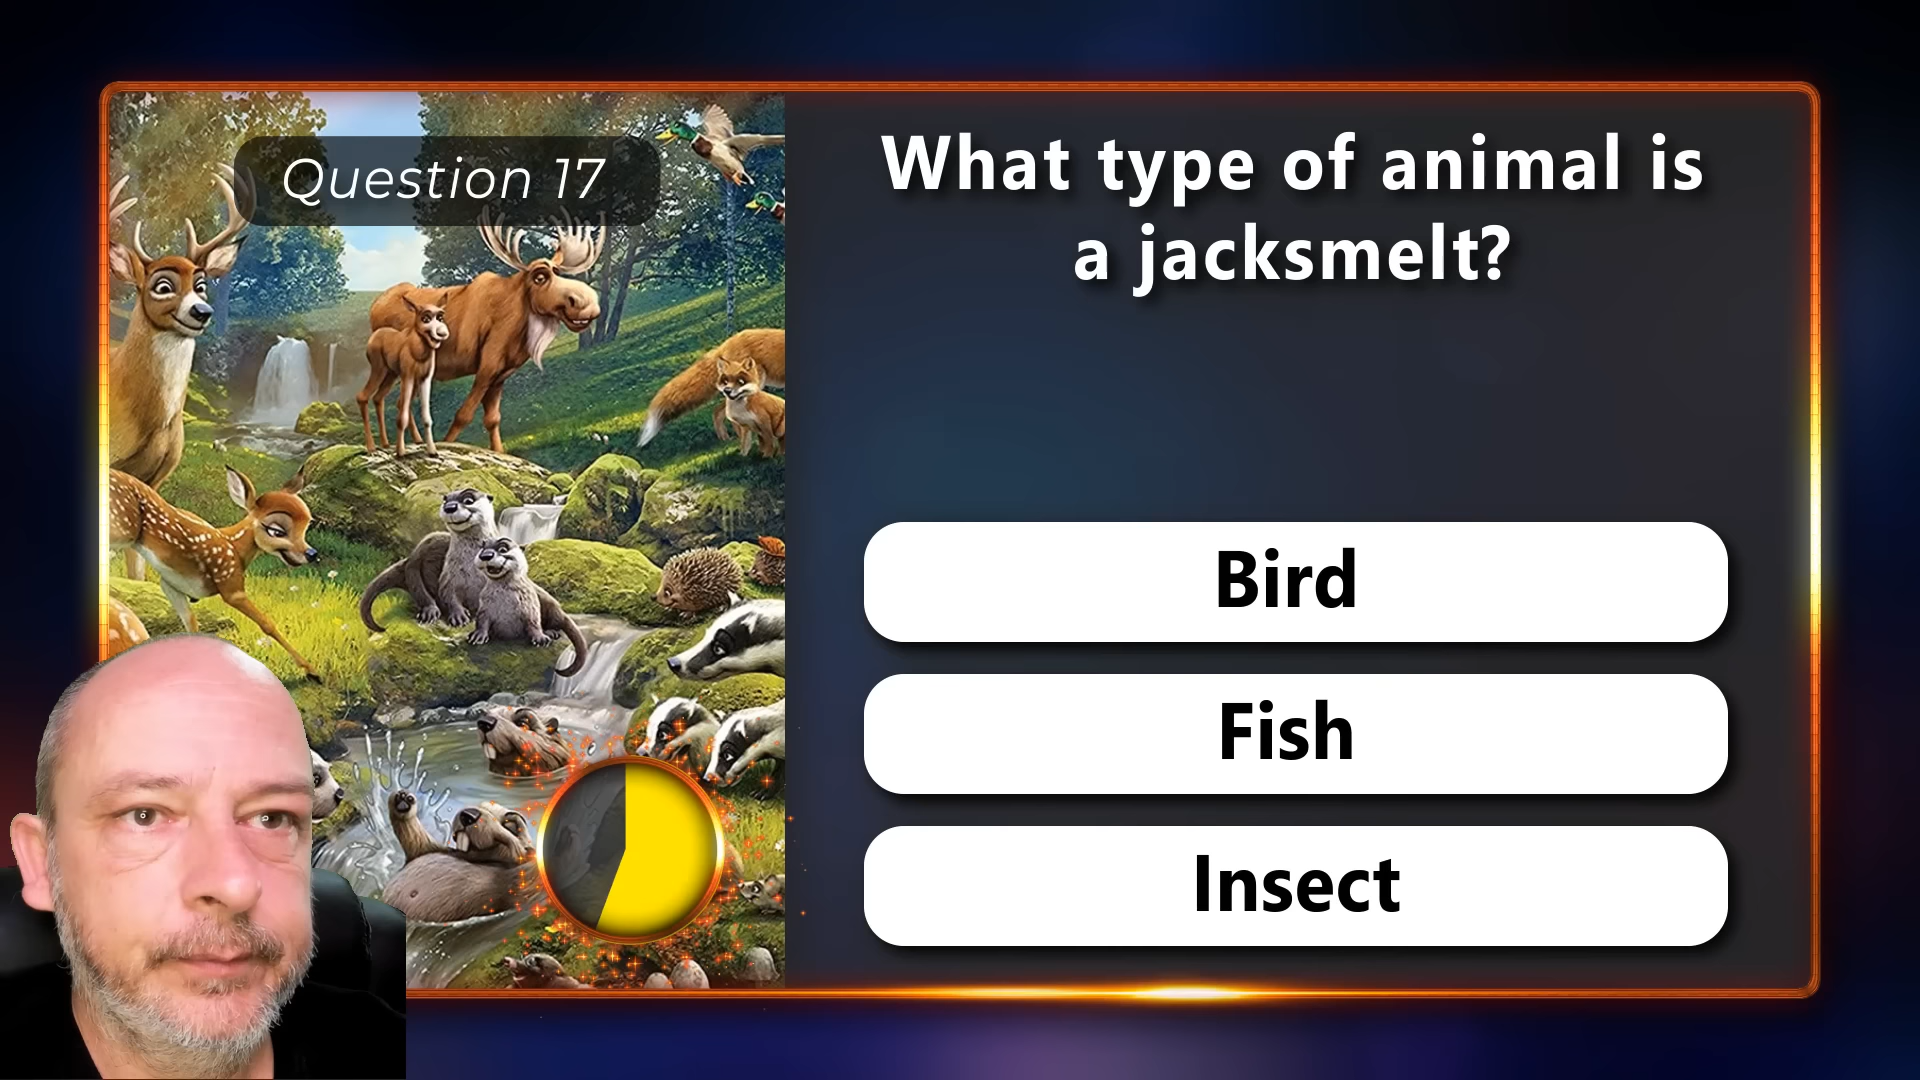 Question 17
What type of animal is
a jacksmelt?
Bird
Fish
Insect